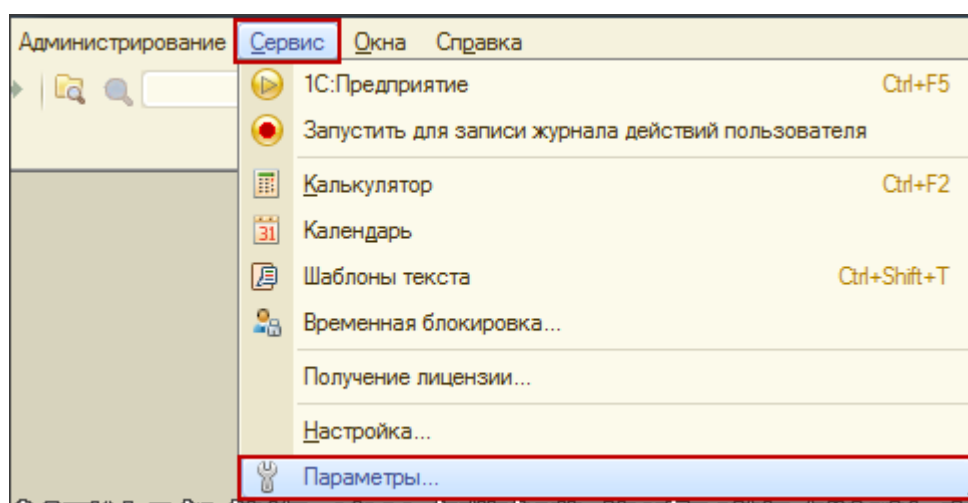 Администрирование Сервис Окна Справка
1С:Предприятие Ctrl+F5
Запустить для записи журнала действий пользователя
Калькулятор Ctrl+F2
31 Календарь
Шаблоны текста Ctrl+Shift+T
Временная блокировка...
Получение лицензии...
Настройка...
Параметры...